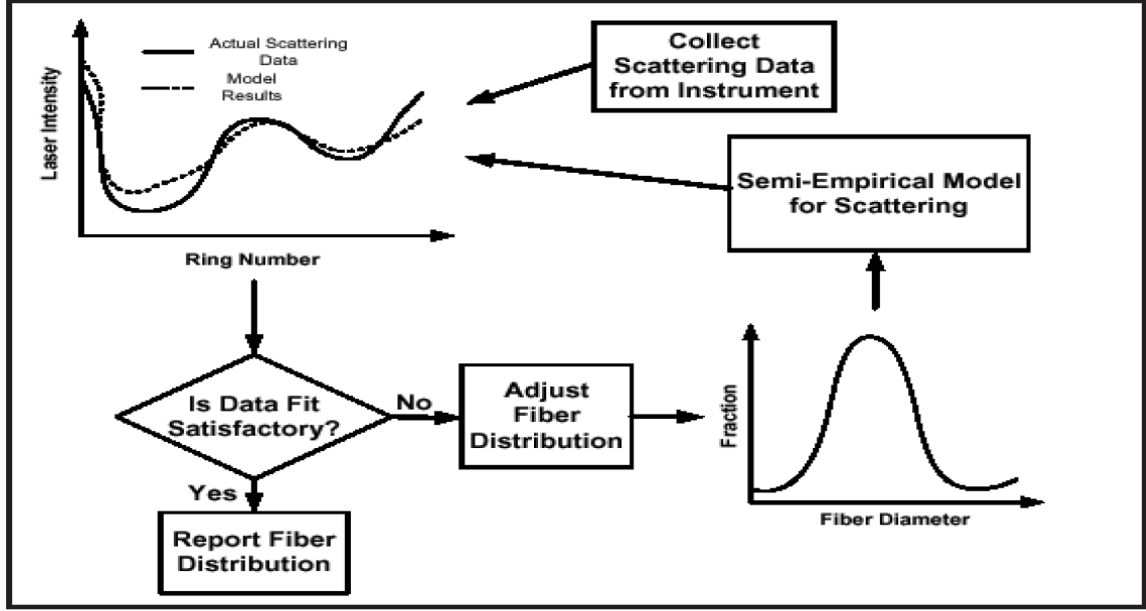 Actual Scattering
Data
Model
Results
Laser Intensity
Ring Number
Collect
Scattering Data
from Instrument
Semi-Empirical Model
for Scattering
Is Data Fit
Satisfactory?
No
Adjust
Fiber
Distribution
Fraction
Fiber Diameter
Yes
Report Fiber
Distribution